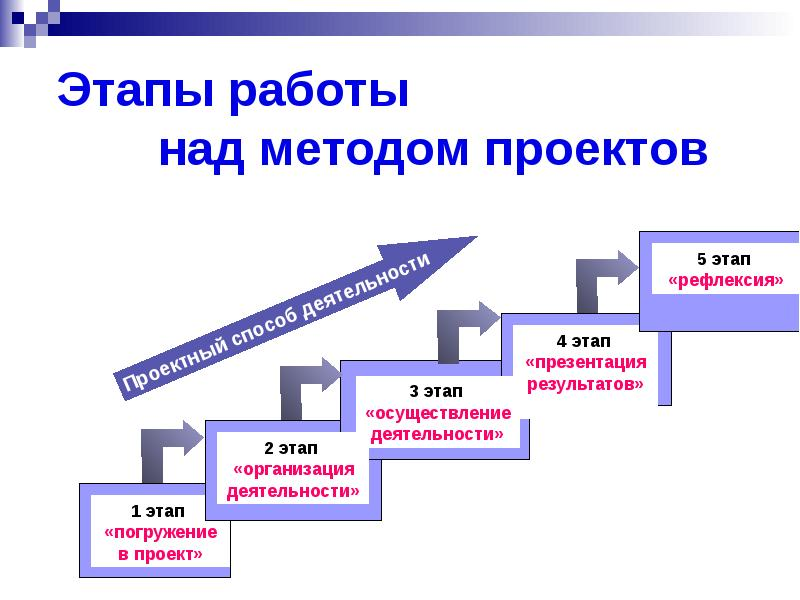 Этапы работы
над методом проектов
Проектный способ деятельности
5 этап
«рефлексия»
4 этап
«презентация
результатов»
3 этап
«осуществление
деятельности»
2 этап
«организация
деятельности»
1 этап
«погружение
в проект»